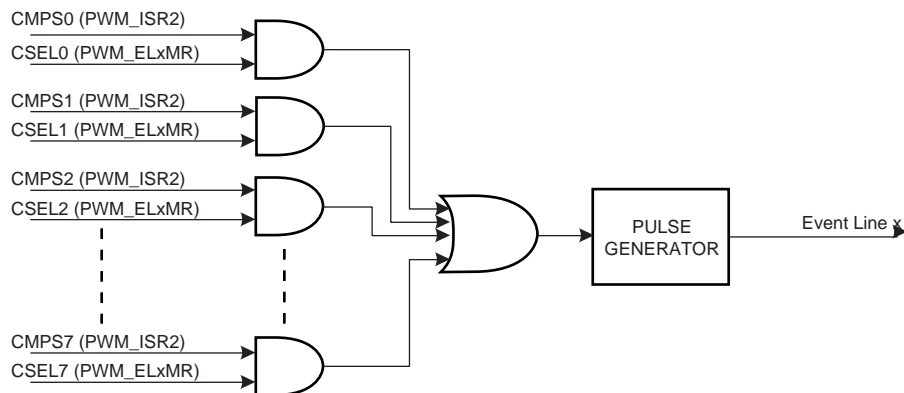 CMPS0 (PWM_ISR2)
CSEL0 (PWM_ELxMR)
CMPS1 (PWM_ISR2)
CSEL1 (PWM_ELxMR)
CMPS2 (PWM_ISR2)
CSEL2 (PWM_ELxMR)
CMPS7 (PWM_ISR2)
CSEL7 (PWM_ELxMR)
PULSE
GENERATOR
Event Line x